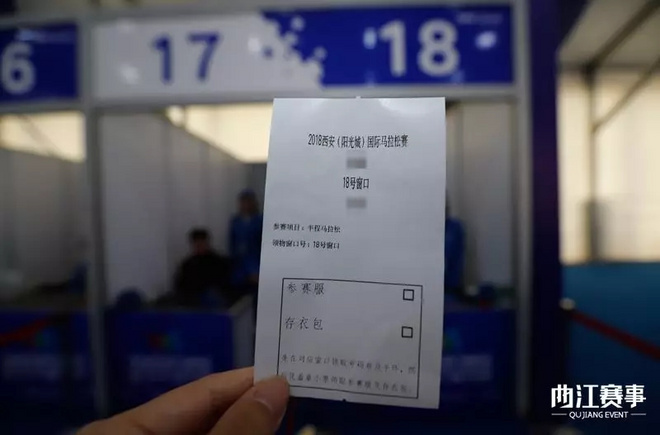 6
17
18
2018西安(阳光城)国际马拉松赛
18号窗口
参赛项目:半程马拉松
领物窗口号:18号窗口
参赛服
存衣包
曲江赛事
QUJIANG EVENT